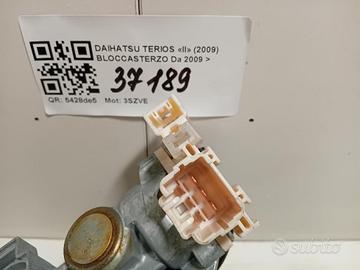 DAIHATSU TERIOS «II» (2009)
BLOCCASTERZO Da 2009 >
37189
QR: 5428de5 Mot: 3SZVE
subito